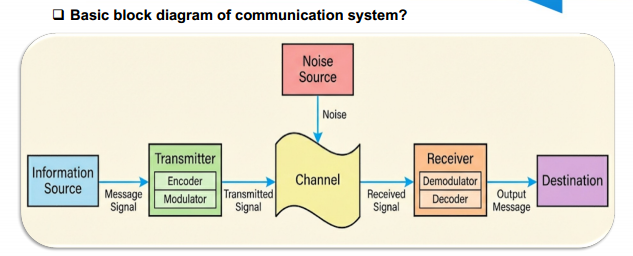 ❑ Basic block diagram of communication system?
Noise
Source
Noise
Information
Source
Message
Signal
Transmitter
Encoder
Modulator
Transmitted
Signal
Channel
Received
Signal
Receiver
Demodulator
Decoder
Output
Message
Destination